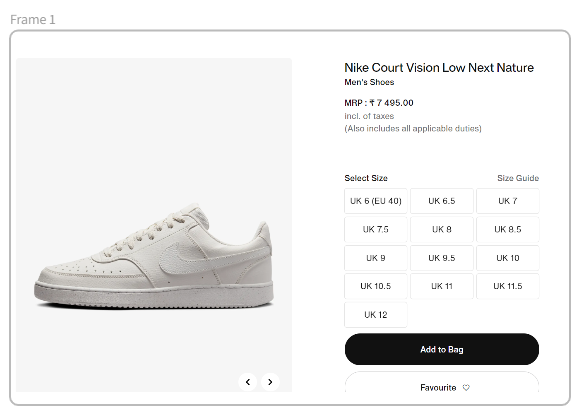 Frame 1
Nike Court Vision Low Next Nature
Men's Shoes
MRP : ₹ 7 495.00
incl. of taxes
(Also includes all applicable duties)
Select Size
Size Guide
UK 6 (EU 40)
UK 6.5
UK 7
UK 7.5
UK 8
UK 8.5
UK 9
UK 9.5
UK 10
UK 10.5
UK 11
UK 11.5
UK 12
Add to Bag
Favourite